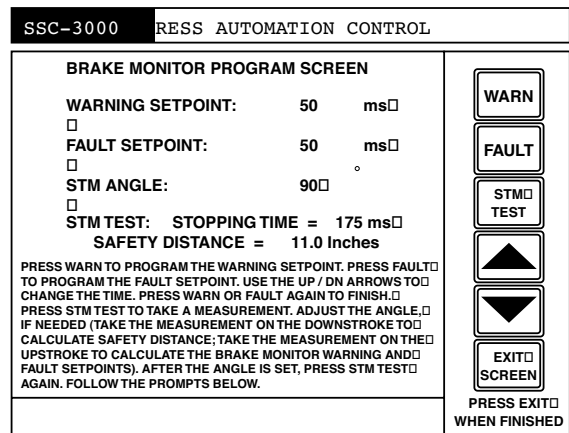 SSC-3000 RESS AUTOMATION CONTROL
BRAKE MONITOR PROGRAM SCREEN
WARNING SETPOINT: 50 ms□
□
FAULT SETPOINT: 50 ms□
□ °
STM ANGLE: 90□
□
STM TEST: STOPPING TIME = 175 ms□
SAFETY DISTANCE = 11.0 Inches
PRESS WARN TO PROGRAM THE WARNING SETPOINT. PRESS FAULT□
TO PROGRAM THE FAULT SETPOINT. USE THE UP / DN ARROWS TO□
CHANGE THE TIME. PRESS WARN OR FAULT AGAIN TO FINISH.□
PRESS STM TEST TO TAKE A MEASUREMENT. ADJUST THE ANGLE,□
IF NEEDED (TAKE THE MEASUREMENT ON THE DOWNSTROKE TO□
CALCULATE SAFETY DISTANCE; TAKE THE MEASUREMENT ON THE□
UPSTROKE TO CALCULATE THE BRAKE MONITOR WARNING AND□
FAULT SETPOINTS). AFTER THE ANGLE IS SET, PRESS STM TEST□
AGAIN. FOLLOW THE PROMPTS BELOW.
WARN
FAULT
STM□
TEST
EXIT□
SCREEN
PRESS EXIT□
WHEN FINISHED